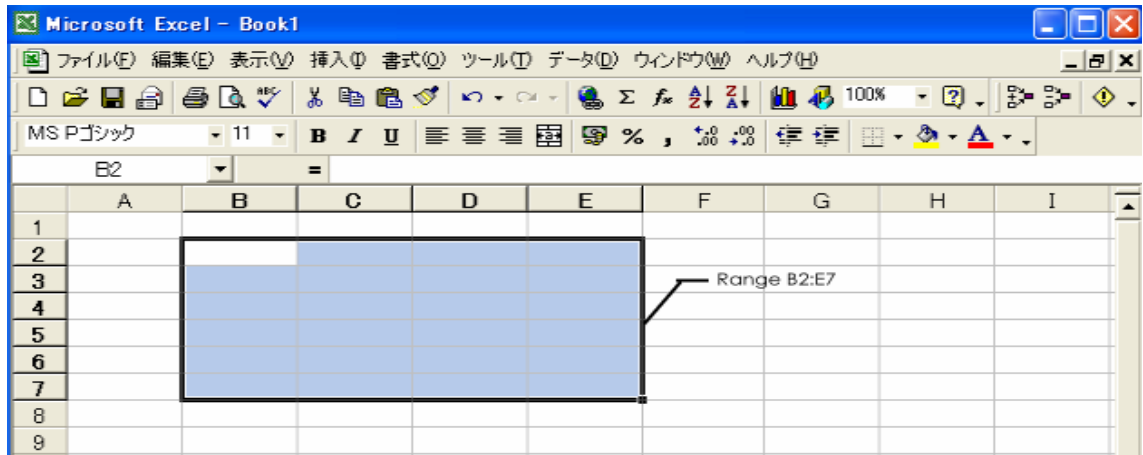 Microsoft Excel - Book1
ファイル(F) 編集(E) 表示(V) 挿入(I) 書式(O) ツール(T) データ(D) ウィンドウ(W) ヘルプ(H)
100%
MS Pゴシック 11 B I U % ,
B2 =
A B C D E F G H I
1
2
3 Range B2:E7
4
5
6
7
8
9